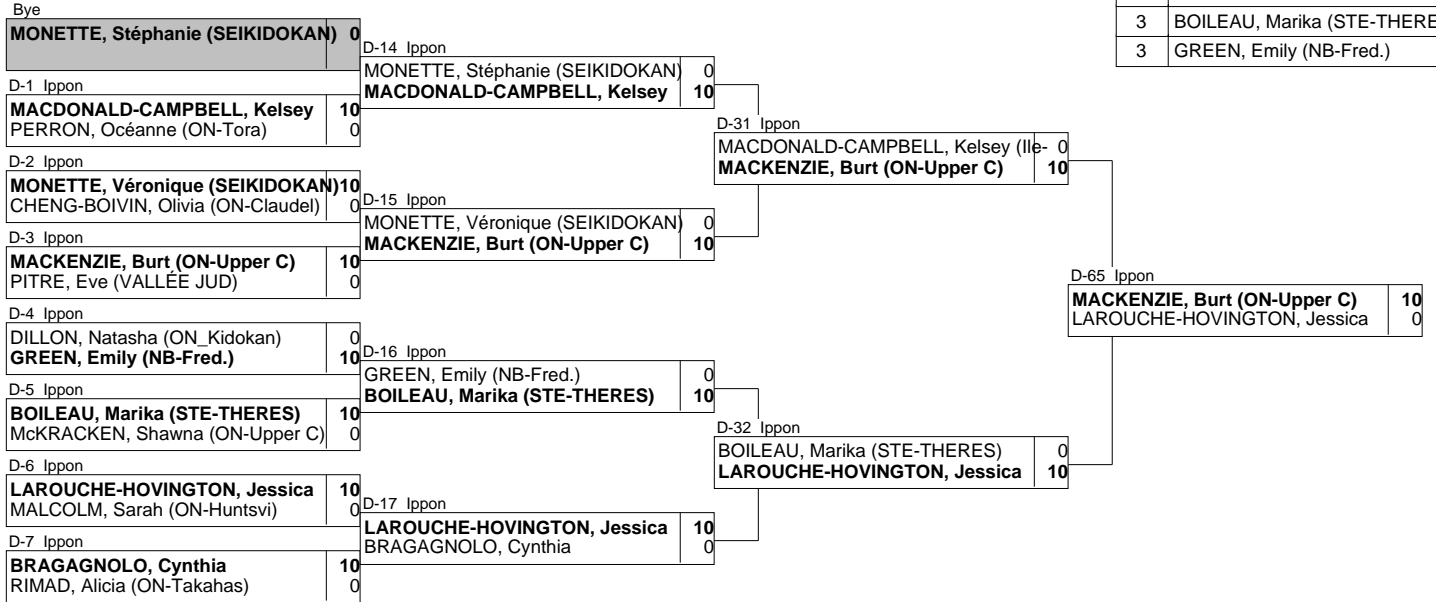 Bye
MONETTE, Stéphanie (SEIKIDOKAN) 0
D-1 Ippon
MACDONALD-CAMPBELL, Kelsey 10
PERRON, Océanne (ON-Tora) 0
D-2 Ippon
MONETTE, Véronique (SEIKIDOKAN) 10
CHENG-BOIVIN, Olivia (ON-Claudel) 0
D-3 Ippon
MACKENZIE, Burt (ON-Upper C) 10
PITRE, Eve (VALLÉE JUD) 0
D-4 Ippon
DILLON, Natasha (ON_Kidokan) 0
GREEN, Emily (NB-Fred.) 10
D-5 Ippon
BOILEAU, Marika (STE-THERES) 10
McKRACKEN, Shawna (ON-Upper C) 0
D-6 Ippon
LAROUCHE-HOVINGTON, Jessica 10
MALCOLM, Sarah (ON-Huntsvi) 0
D-7 Ippon
BRAGAGNOLO, Cynthia 10
RIMAD, Alicia (ON-Takahas) 0
D-14 Ippon
MONETTE, Stéphanie (SEIKIDOKAN) 0
MACDONALD-CAMPBELL, Kelsey 10
D-15 Ippon
MONETTE, Véronique (SEIKIDOKAN) 0
MACKENZIE, Burt (ON-Upper C) 10
D-16 Ippon
GREEN, Emily (NB-Fred.) 0
BOILEAU, Marika (STE-THERES) 10
D-17 Ippon
LAROUCHE-HOVINGTON, Jessica 10
BRAGAGNOLO, Cynthia 0
D-31 Ippon
MACDONALD-CAMPBELL, Kelsey (Ile- 0
MACKENZIE, Burt (ON-Upper C) 10
D-32 Ippon
BOILEAU, Marika (STE-THERES) 0
LAROUCHE-HOVINGTON, Jessica 10
D-65 Ippon
MACKENZIE, Burt (ON-Upper C) 10
LAROUCHE-HOVINGTON, Jessica 0
3 BOILEAU, Marika (STE-THERE
3 GREEN, Emily (NB-Fred.)